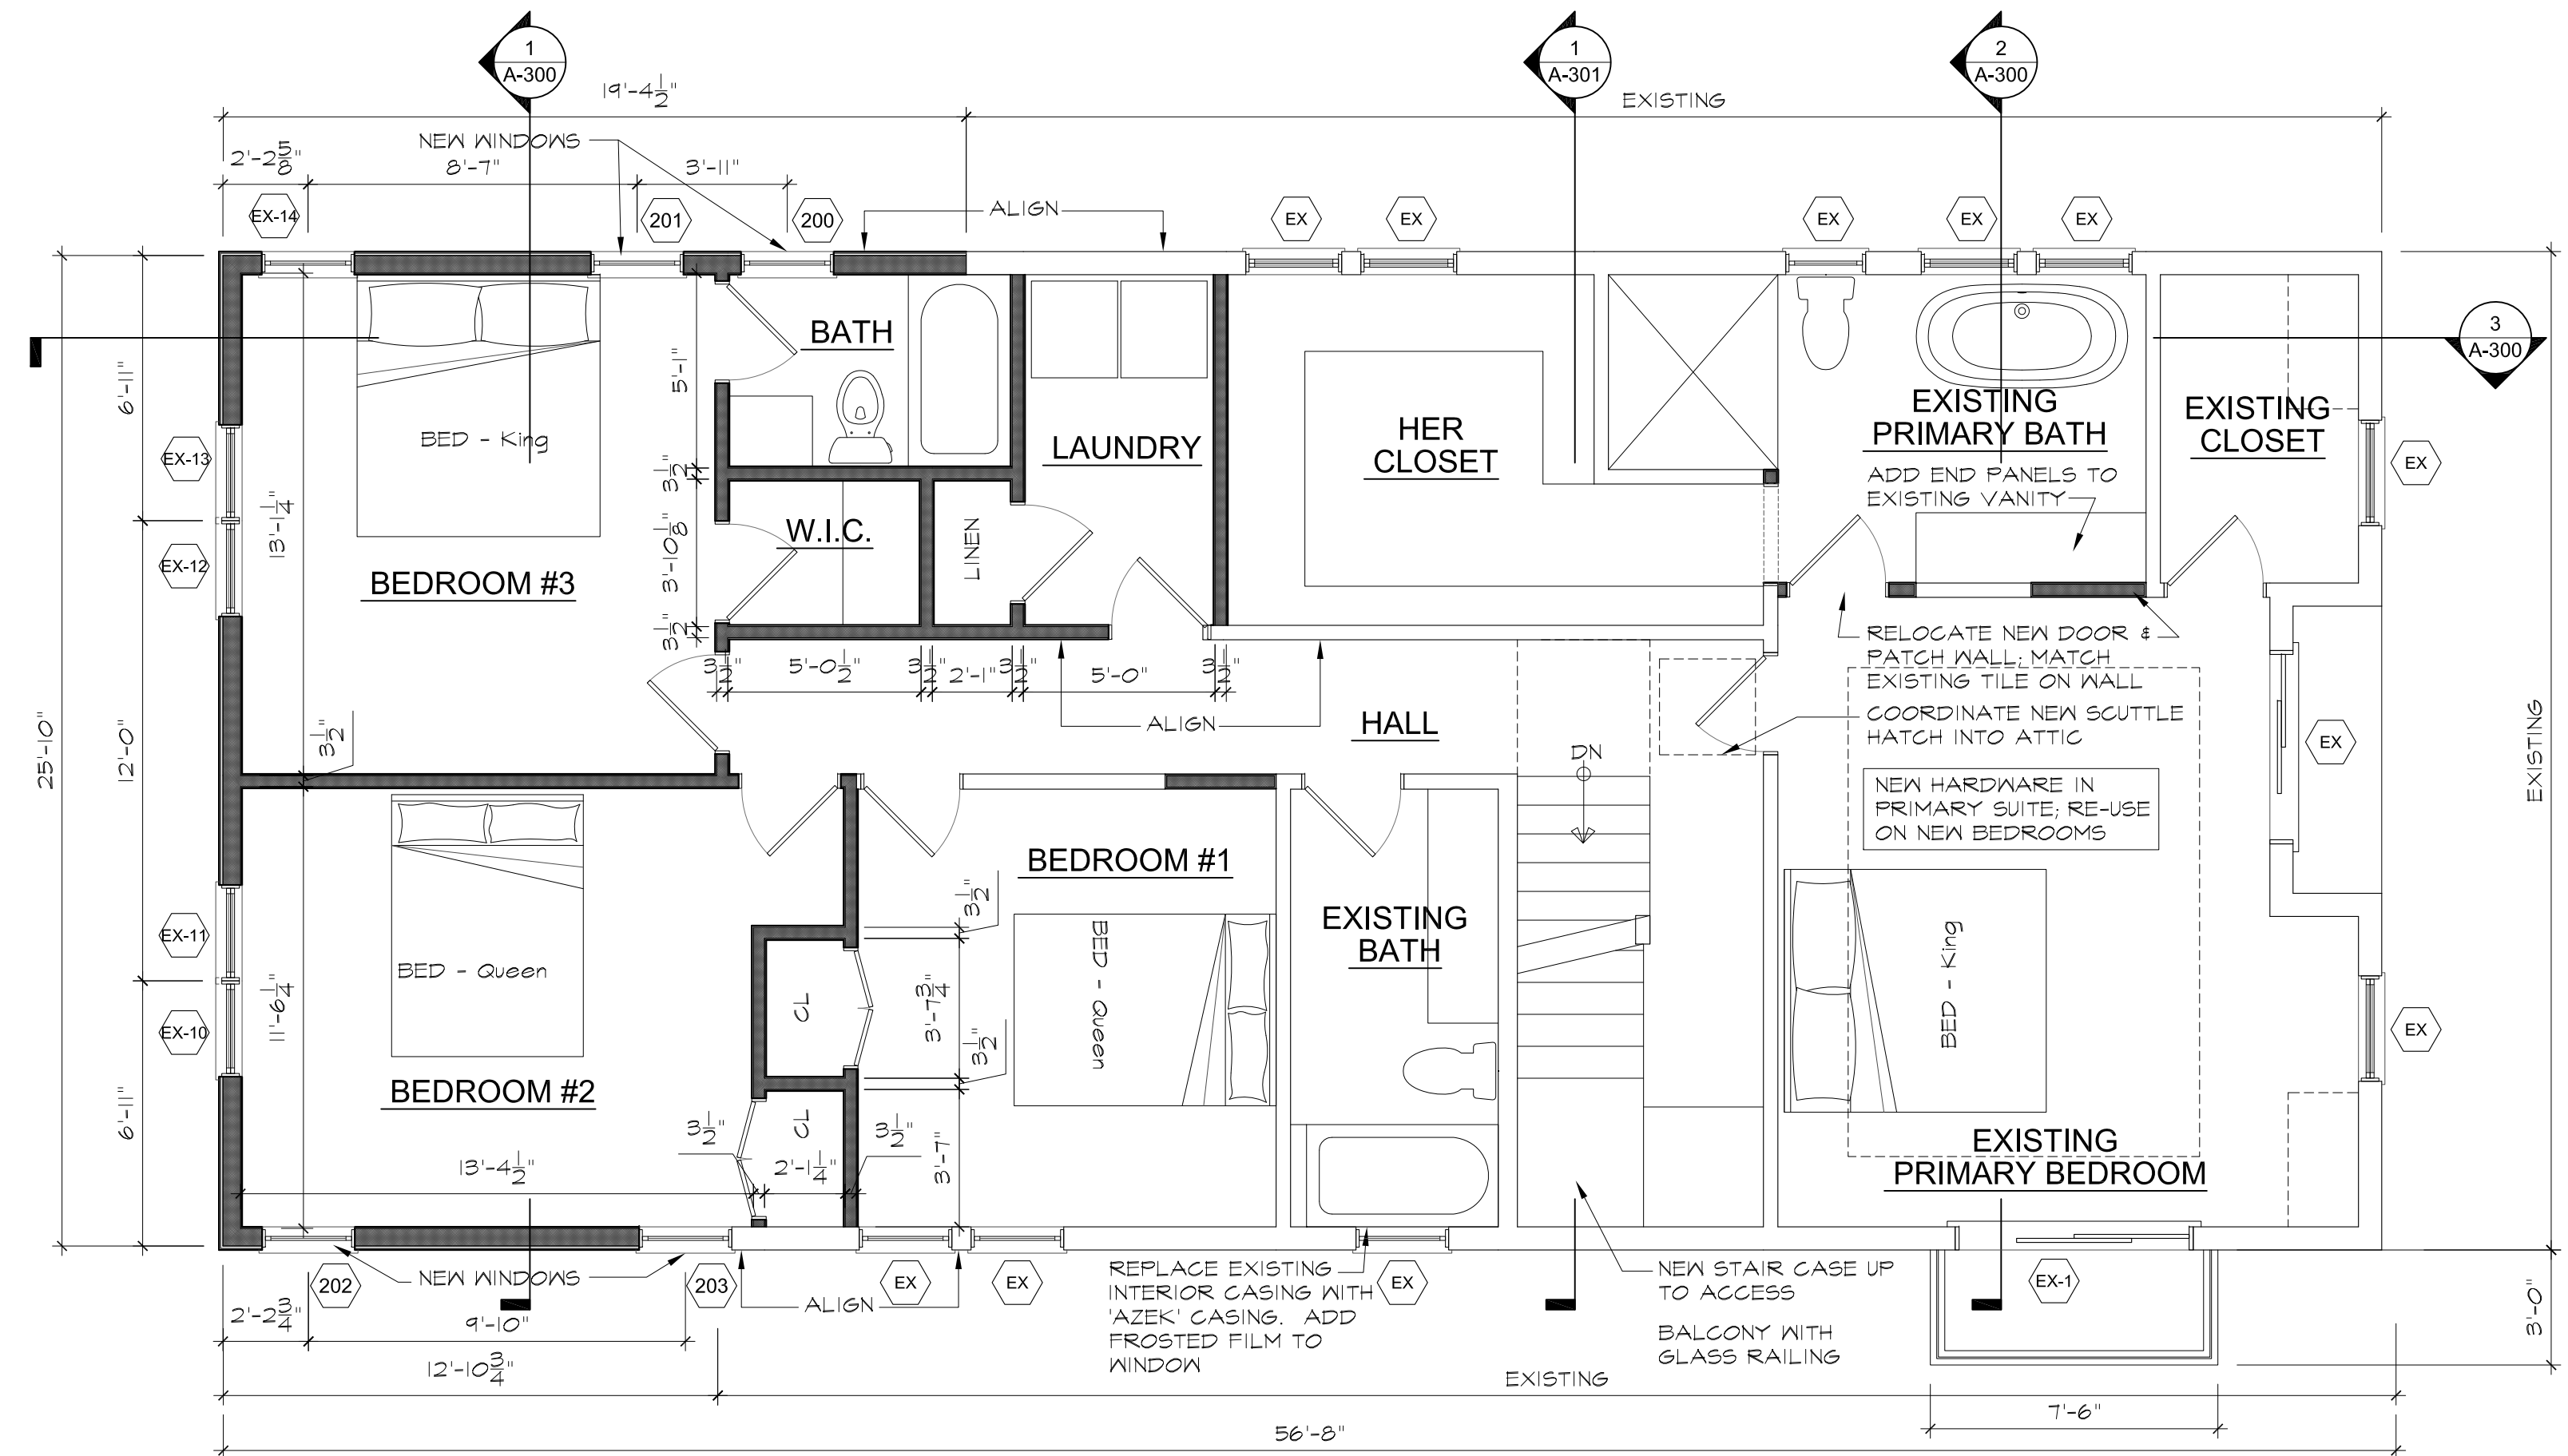 1
A-300
1
A-301
2
A-300
19'-4 1/2"
EXISTING
NEW WINDOWS
2'-2 5/8"
8'-7"
3'-11"
EX-14
201
200
ALIGN
EX
EX
EX
EX
EX
3
A-300
BATH
5'-1"
6'-11"
BED - King
EX-13
EX-12
13'-1 1/4"
3 1/2"
3'-10 1/8"
3 1/2"
LAUNDRY
HER
CLOSET
EXISTING
PRIMARY BATH
EXISTING
CLOSET
EX
ADD END PANELS TO
EXISTING VANITY
W.I.C.
LINEN
BEDROOM #3
RELOCATE NEW DOOR &
PATCH WALL; MATCH
EXISTING TILE ON WALL
3 1/2"
5'-0 1/2"
3 1/2"
2'-1"
3 1/2"
5'-0"
3 1/2"
ALIGN
HALL
COORDINATE NEW SCUTTLE
HATCH INTO ATTIC
EX
25'-10"
12'-0"
3 1/2"
DN
EXISTING
NEW HARDWARE IN
PRIMARY SUITE; RE-USE
ON NEW BEDROOMS
BEDROOM #1
3 1/2"
EX-11
EX-10
BED - Queen
11'-6 1/4"
CL
3'-7 3/4"
3 1/2"
BED - Queen
EXISTING
BATH
BED - King
EX
BEDROOM #2
6'-11"
CL
3 1/2"
3 1/2"
13'-4 1/2"
2'-1 1/4"
3'-7"
EXISTING
PRIMARY BEDROOM
202
NEW WINDOWS
203
EX
EX
ALIGN
REPLACE EXISTING
INTERIOR CASING WITH
'AZEK' CASING. ADD
FROSTED FILM TO
WINDOW
EX
NEW STAIR CASE UP
TO ACCESS
BALCONY WITH
GLASS RAILING
EX-1
3'-0"
2'-2 3/4"
9'-10"
12'-10 3/4"
EXISTING
7'-6"
56'-8"